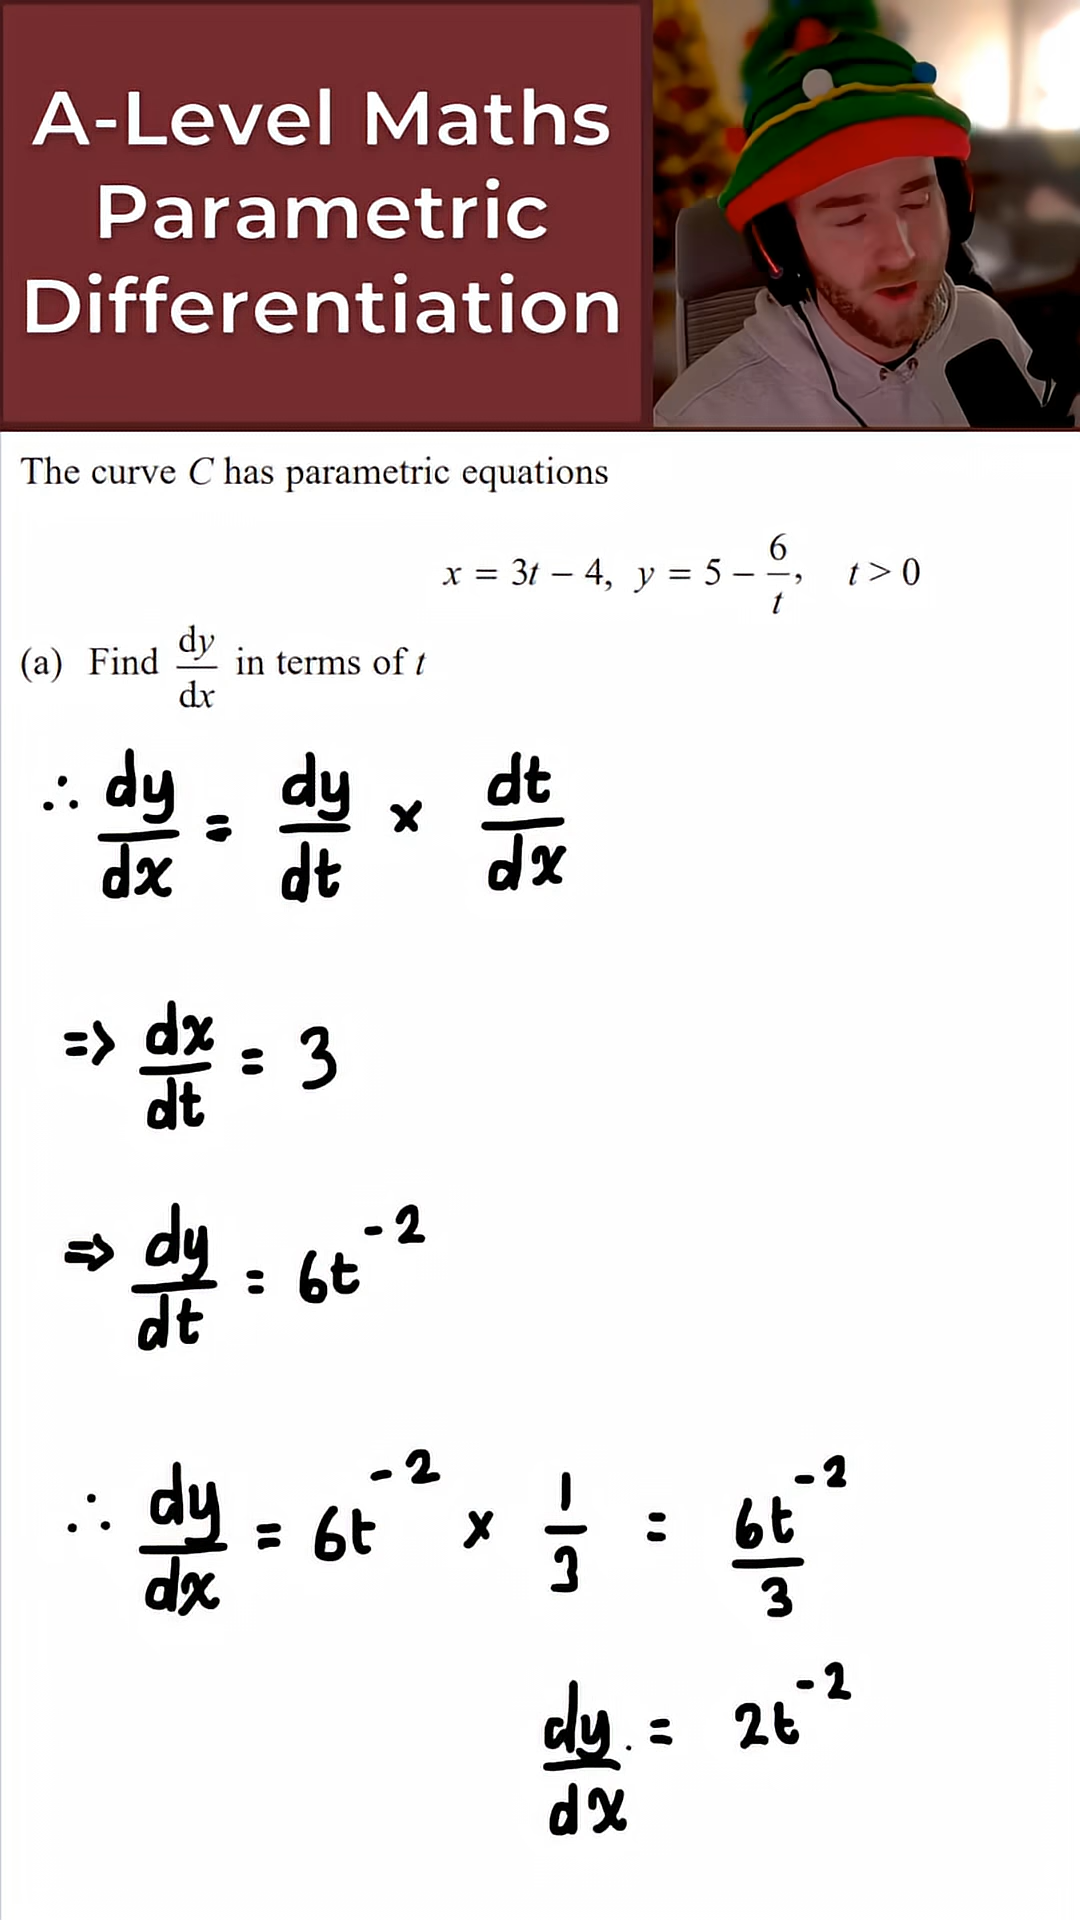 A-Level Maths
Parametric
Differentiation
The curve C has parametric equations
x = 3t − 4, y = 5 − 6/t, t > 0
(a) Find dy/dx in terms of t
∴ dy/dx = dy/dt × dt/dx
=> dx/dt = 3
=> dy/dt = 6t^-2
∴ dy/dx = 6t^-2 × 1/3 = 6t^-2/3
dy/dx = 2t^-2